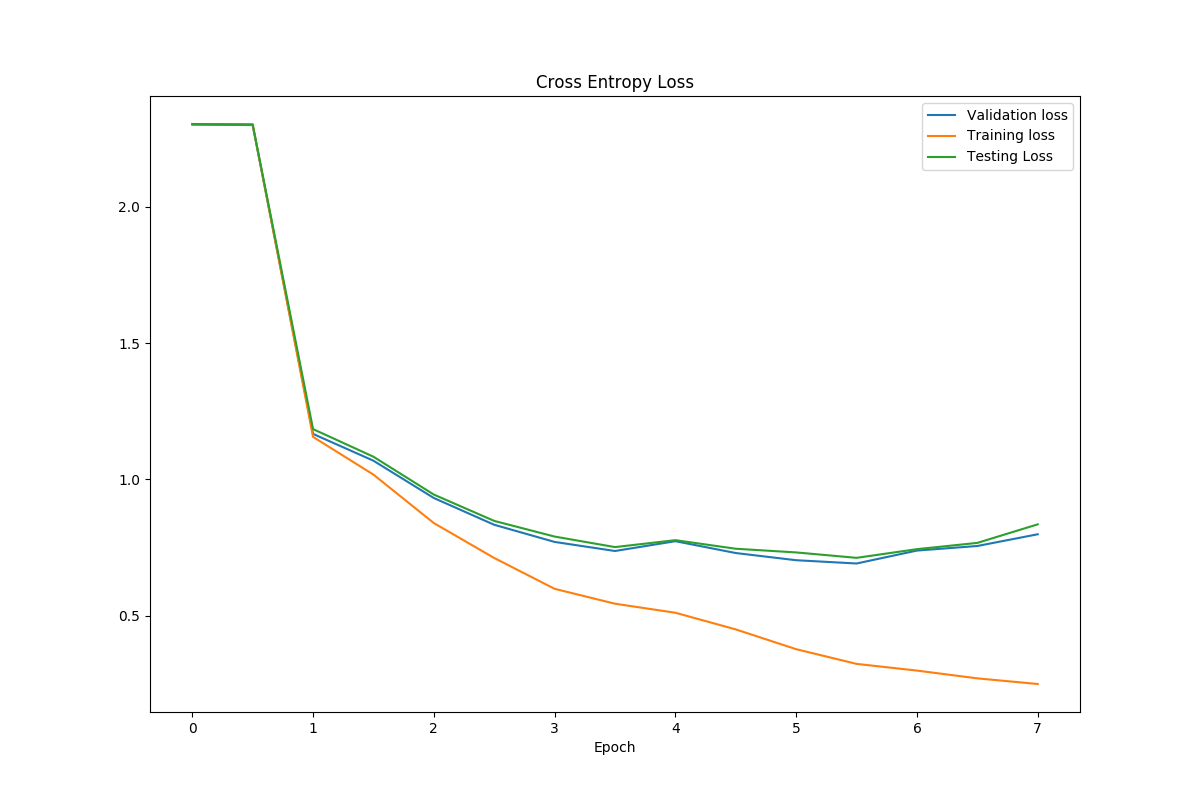 Cross Entropy Loss
Validation loss
Training loss
Testing Loss
2.0
1.5
1.0
0.5
0 1 2 3 4 5 6 7
Epoch